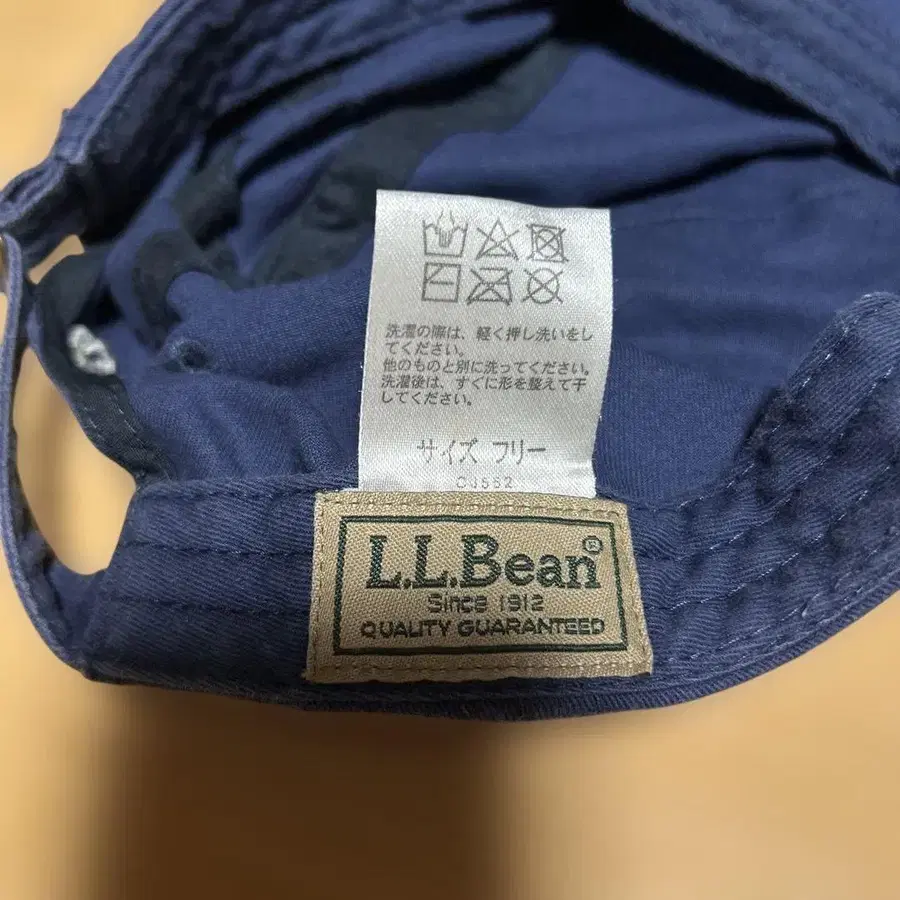 洗濯の際は、軽く押し洗いをし
てください。
他のものと別に洗ってください。
洗濯後は、すぐに形を整えて干
してください。
サイズ フリー
CJ562
L.L.Bean®
Since 1912
QUALITY GUARANTEED